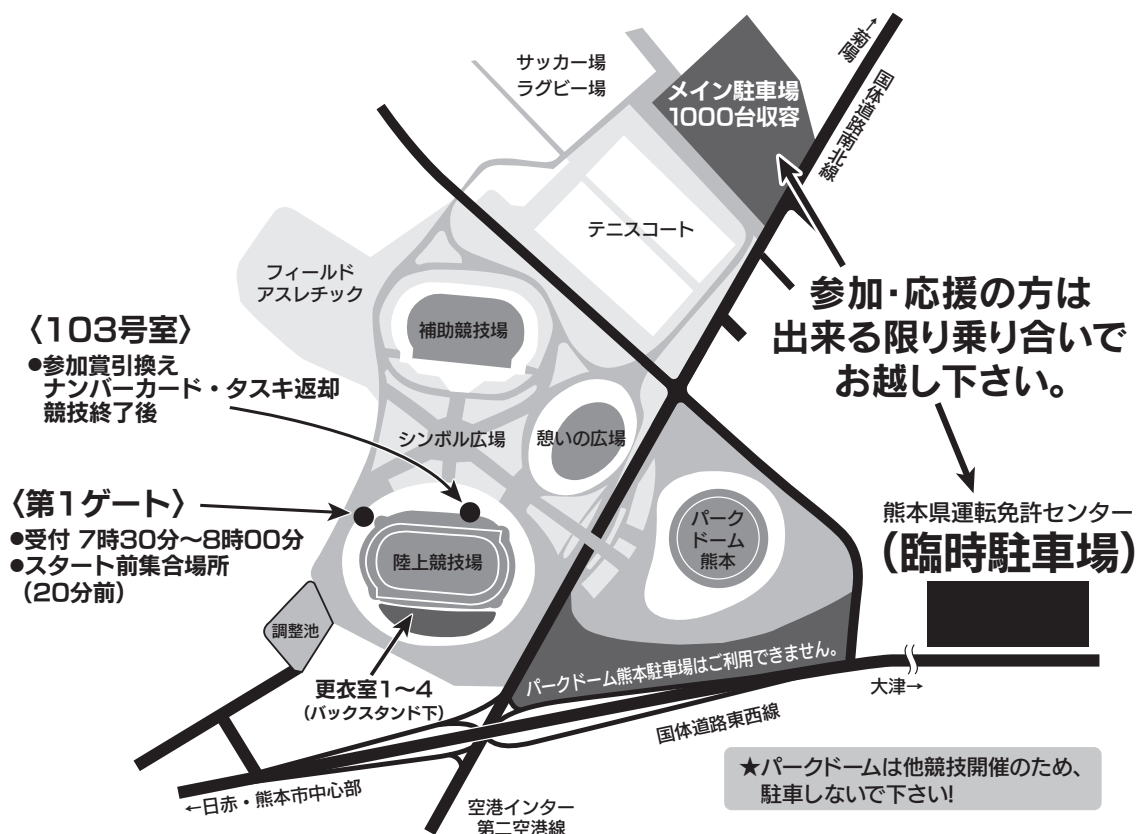 ↑菊陽
国体道路南北線
サッカー場
ラグビー場
メイン駐車場
1000台収容
テニスコート
フィールド
アスレチック
補助競技場
参加・応援の方は
出来る限り乗り合いで
お越し下さい。
〈103号室〉
●参加賞引換え
ナンバーカード・タスキ返却
競技終了後
シンボル広場
憩いの広場
〈第1ゲート〉
●受付 7時30分～8時00分
●スタート前集合場所
(20分前)
陸上競技場
パーク
ドーム
熊本
熊本県運転免許センター
(臨時駐車場)
調整池
更衣室1～4
(バックスタンド下)
パークドーム熊本駐車場はご利用できません。
大津→
国体道路東西線
←日赤・熊本市中心部
空港インター
第二空港線
★パークドームは他競技開催のため、
駐車しないで下さい!